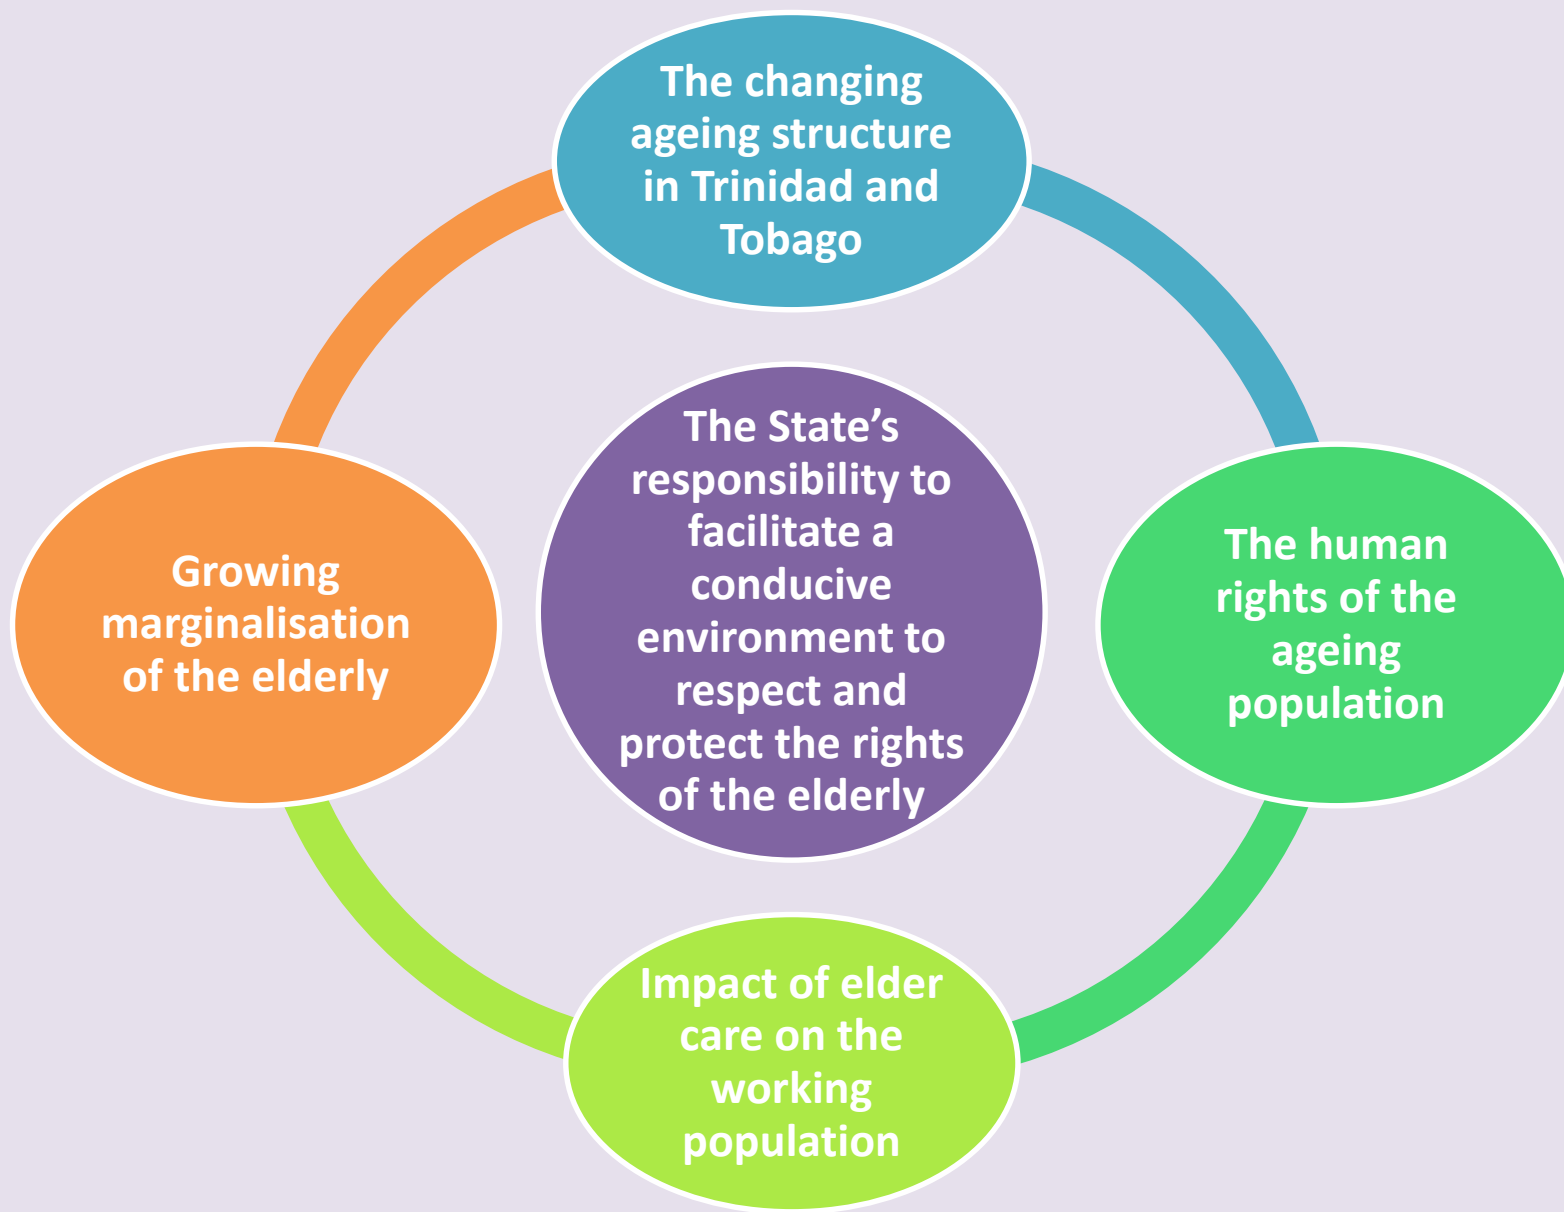 The changing
ageing structure
in Trinidad and
Tobago
The State’s
responsibility to
facilitate a
conducive
environment to
respect and
protect the rights
of the elderly
Growing
marginalisation
of the elderly
The human
rights of the
ageing
population
Impact of elder
care on the
working
population